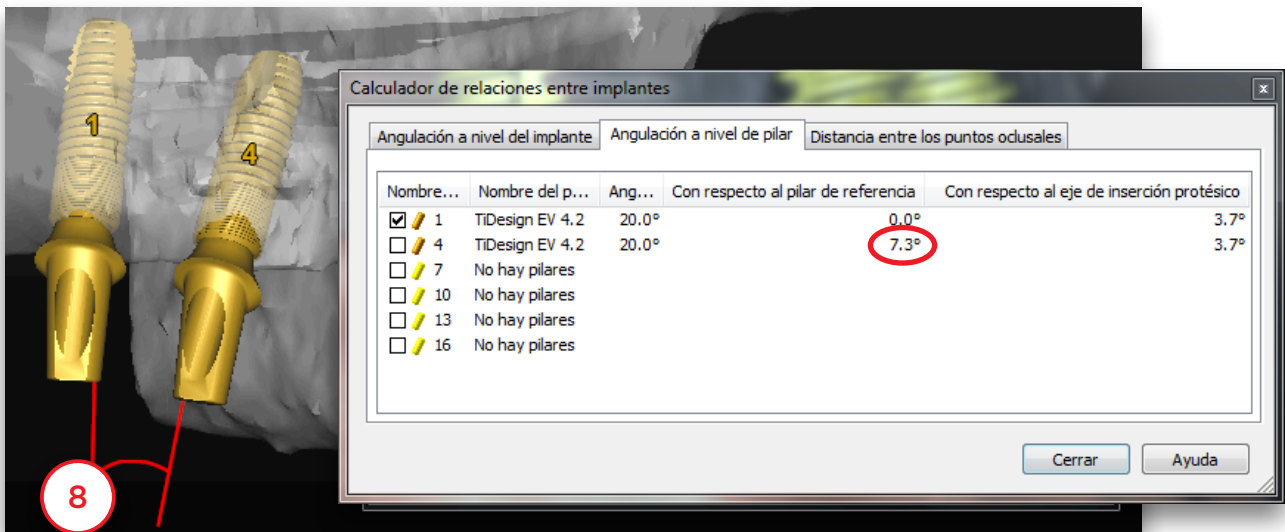 1
4
8
Calculador de relaciones entre implantes
x
Angulación a nivel del implante Angulación a nivel de pilar Distancia entre los puntos oclusales
Nombre... Nombre del p... Ang... Con respecto al pilar de referencia Con respecto al eje de inserción protésico
1 TiDesign EV 4.2 20.0° 0.0° 3.7°
4 TiDesign EV 4.2 20.0° 7.3° 3.7°
7 No hay pilares
10 No hay pilares
13 No hay pilares
16 No hay pilares
Cerrar Ayuda